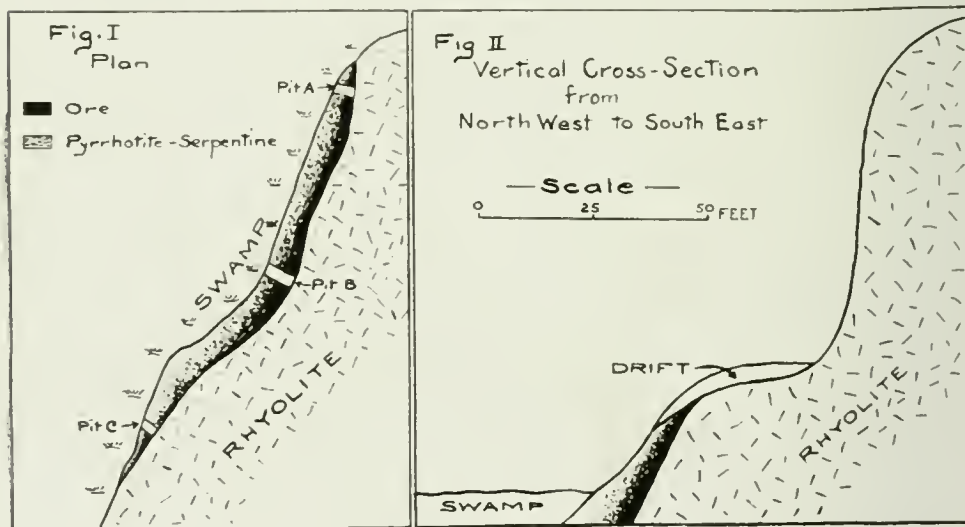 Fig. I
Plan
Ore
Pyrrhotite-Serpentine
Pit A
SWAMP
Pit B
Pit C
RHYOLITE
Fig II
Vertical Cross-Section
from
North West to South East
Scale
0 25 50 FEET
DRIFT
RHYOLITE
SWAMP